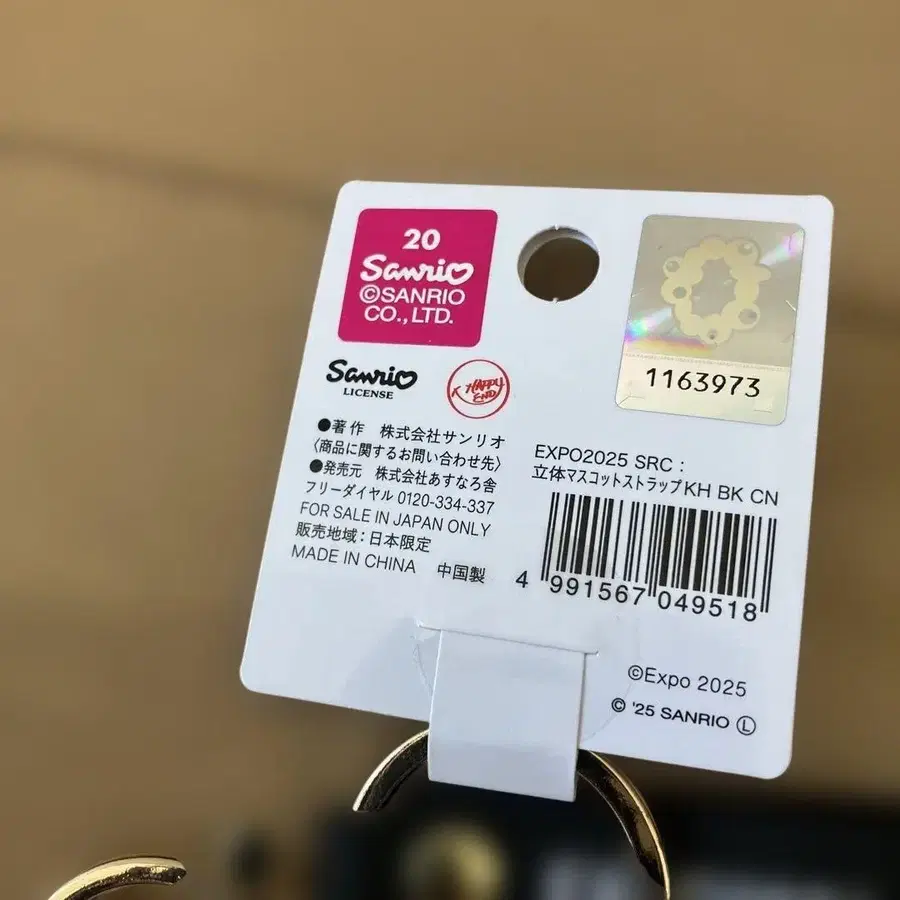 20
Sanrio
©SANRIO
CO., LTD.
Sanrio
LICENSE
K HAPPY
END
●著作 株式会社サンリオ
〈商品に関するお問い合わせ先〉
●発売元 株式会社あすなろ舎
フリーダイヤル 0120-334-337
FOR SALE IN JAPAN ONLY
販売地域：日本限定
MADE IN CHINA 中国製
1163973
EXPO2025 SRC :
立体マスコットストラップKH BK CN
4 991567 049518
©Expo 2025
© '25 SANRIO Ⓛ